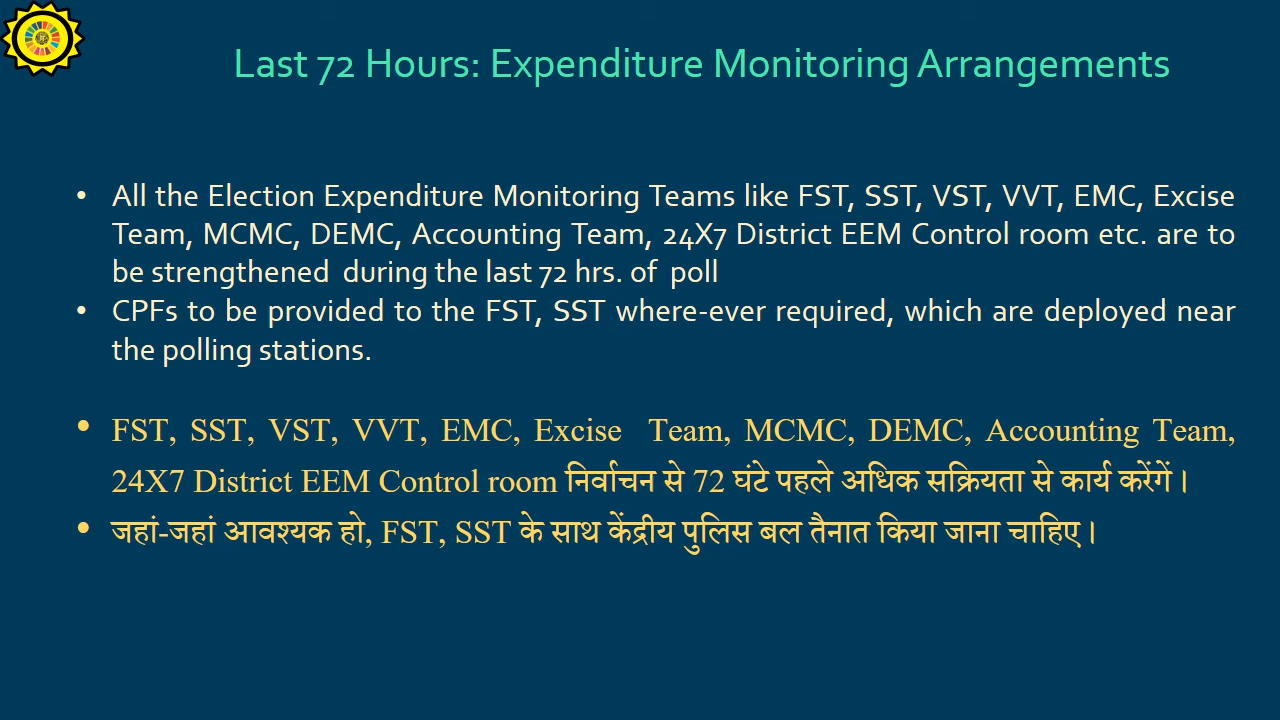 Last 72 Hours: Expenditure Monitoring Arrangements
• All the Election Expenditure Monitoring Teams like FST, SST, VST, VVT, EMC, Excise
Team, MCMC, DEMC, Accounting Team, 24X7 District EEM Control room etc. are to
be strengthened during the last 72 hrs. of poll
• CPFs to be provided to the FST, SST where-ever required, which are deployed near
the polling stations.
• FST, SST, VST, VVT, EMC, Excise Team, MCMC, DEMC, Accounting Team,
24X7 District EEM Control room निर्वाचन से 72 घंटे पहले अधिक सक्रियता से कार्य करेंगें।
• जहां-जहां आवश्यक हो, FST, SST के साथ केंद्रीय पुलिस बल तैनात किया जाना चाहिए।